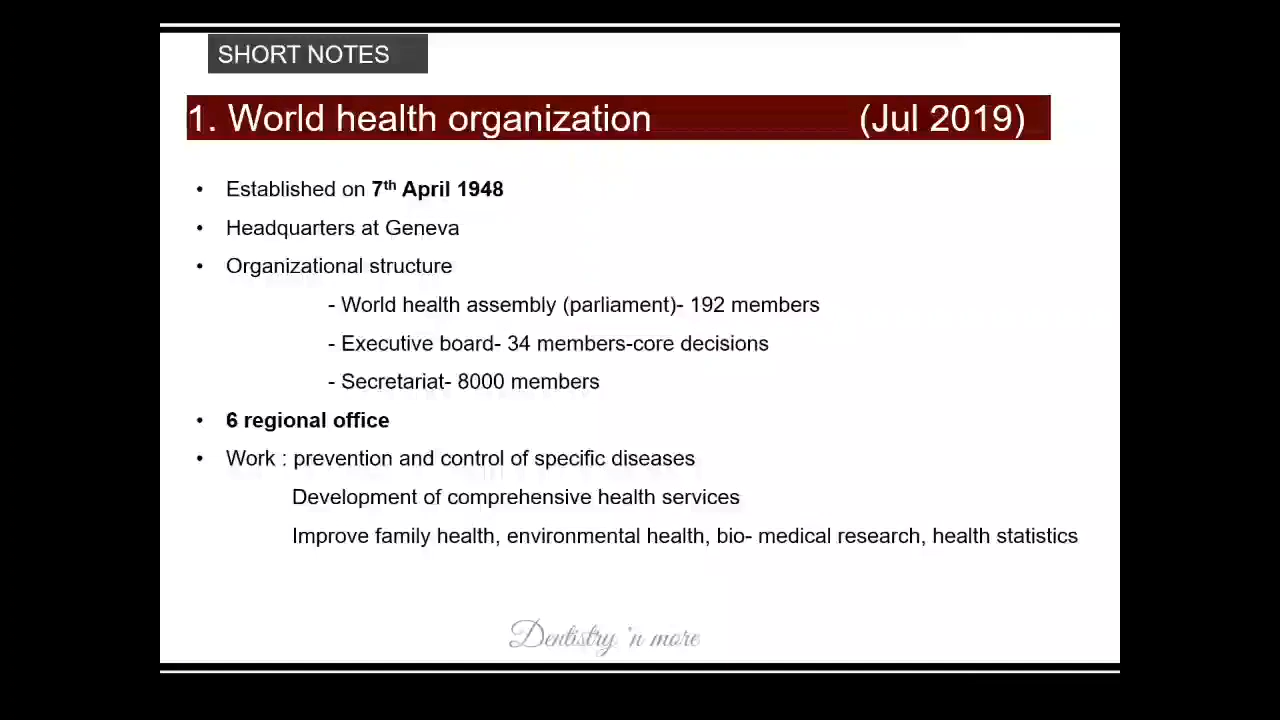 SHORT NOTES
1. World health organization (Jul 2019)
• Established on 7th April 1948
• Headquarters at Geneva
• Organizational structure
- World health assembly (parliament)- 192 members
- Executive board- 34 members-core decisions
- Secretariat- 8000 members
• 6 regional office
• Work : prevention and control of specific diseases
Development of comprehensive health services
Improve family health, environmental health, bio- medical research, health statistics
Dentistry 'n more